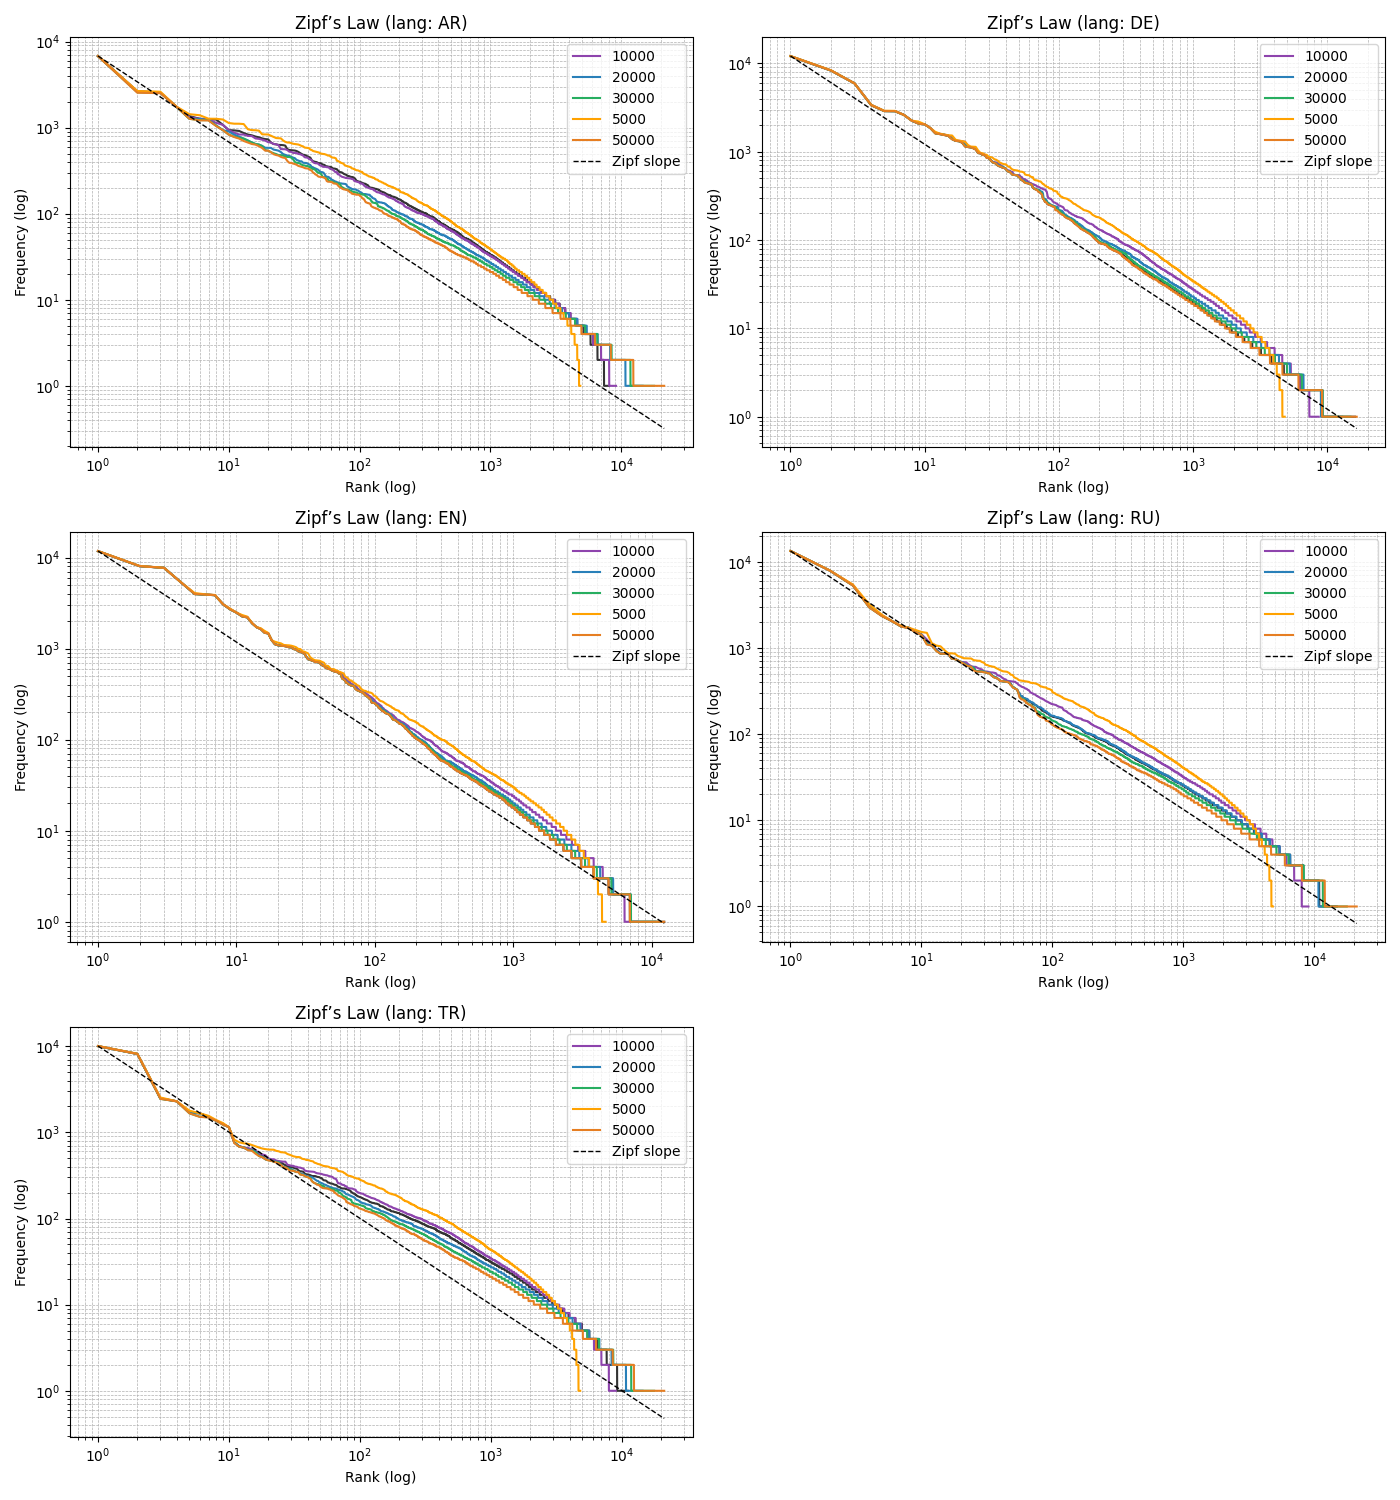 Zipf’s Law (lang: AR)
Frequency (log)
10⁴
10³
10²
10¹
10⁰
10⁰ 10¹ 10² 10³ 10⁴
Rank (log)
10000
20000
30000
5000
50000
Zipf slope
Zipf’s Law (lang: DE)
Frequency (log)
10⁴
10³
10²
10¹
10⁰
10⁰ 10¹ 10² 10³ 10⁴
Rank (log)
10000
20000
30000
5000
50000
Zipf slope
Zipf’s Law (lang: EN)
Frequency (log)
10⁴
10³
10²
10¹
10⁰
10⁰ 10¹ 10² 10³ 10⁴
Rank (log)
10000
20000
30000
5000
50000
Zipf slope
Zipf’s Law (lang: RU)
Frequency (log)
10⁴
10³
10²
10¹
10⁰
10⁰ 10¹ 10² 10³ 10⁴
Rank (log)
10000
20000
30000
5000
50000
Zipf slope
Zipf’s Law (lang: TR)
Frequency (log)
10⁴
10³
10²
10¹
10⁰
10⁰ 10¹ 10² 10³ 10⁴
Rank (log)
10000
20000
30000
5000
50000
Zipf slope